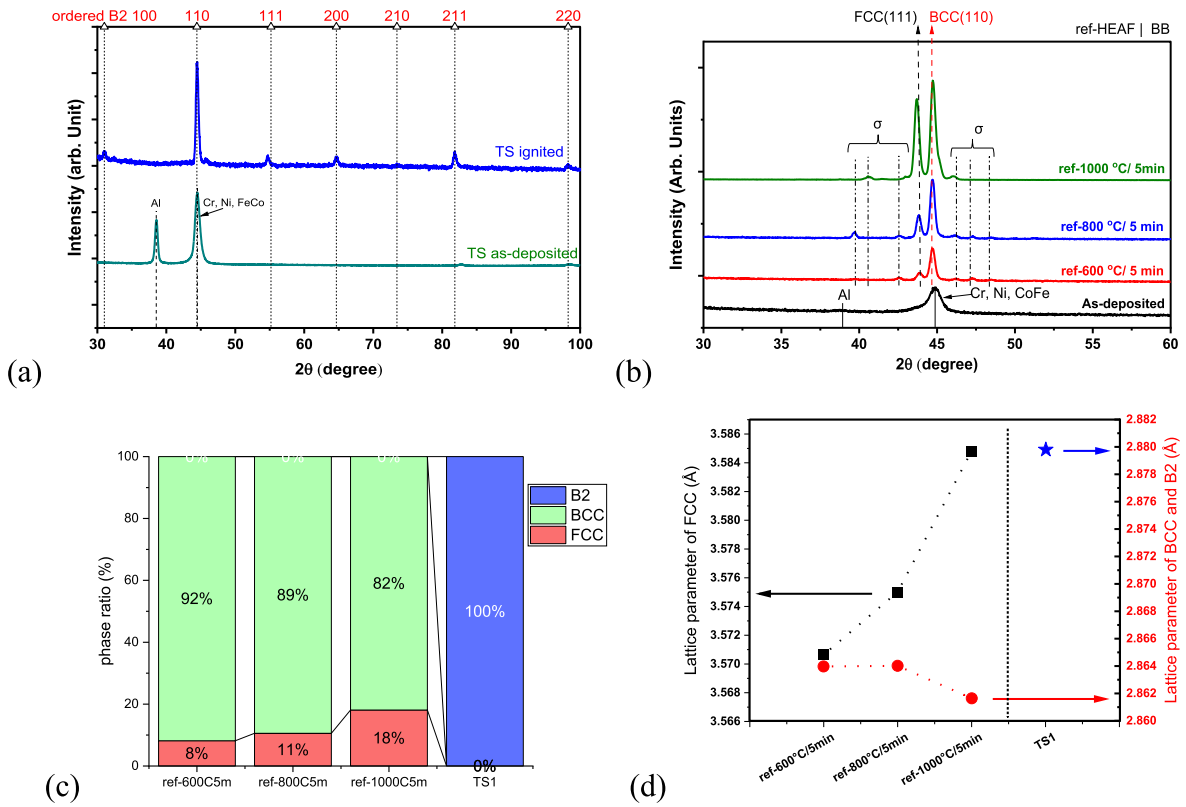 ordered B2 100 110 111 200 210 211 220
TS ignited
Al
Cr, Ni, FeCo
TS as-deposited
Intensity (arb. Unit)
30 40 50 60 70 80 90 100
2θ (degree)
(a)
FCC(111) BCC(110) ref-HEAF | BB
σ σ
ref-1000 °C/ 5min
ref-800 °C/ 5 min
ref-600 °C/ 5 min
Al
Cr, Ni, CoFe
As-deposited
Intensity (Arb. Units)
30 35 40 45 50 55 60
2θ (degree)
(b)
phase ratio (%)
100
80
60
40
20
0
0% 0% 0%
92% 89% 82% 100%
8% 11% 18% 0%
B2
BCC
FCC
ref-600C5m ref-800C5m ref-1000C5m TS1
(c)
Lattice parameter of FCC (Å)
3.586
3.584
3.582
3.580
3.578
3.576
3.574
3.572
3.570
3.568
3.566
2.882
2.880
2.878
2.876
2.874
2.872
2.870
2.868
2.866
2.864
2.862
2.860
Lattice parameter of BCC and B2 (Å)
ref-600°C/5min ref-800°C/5min ref-1000°C/5min TS1
(d)